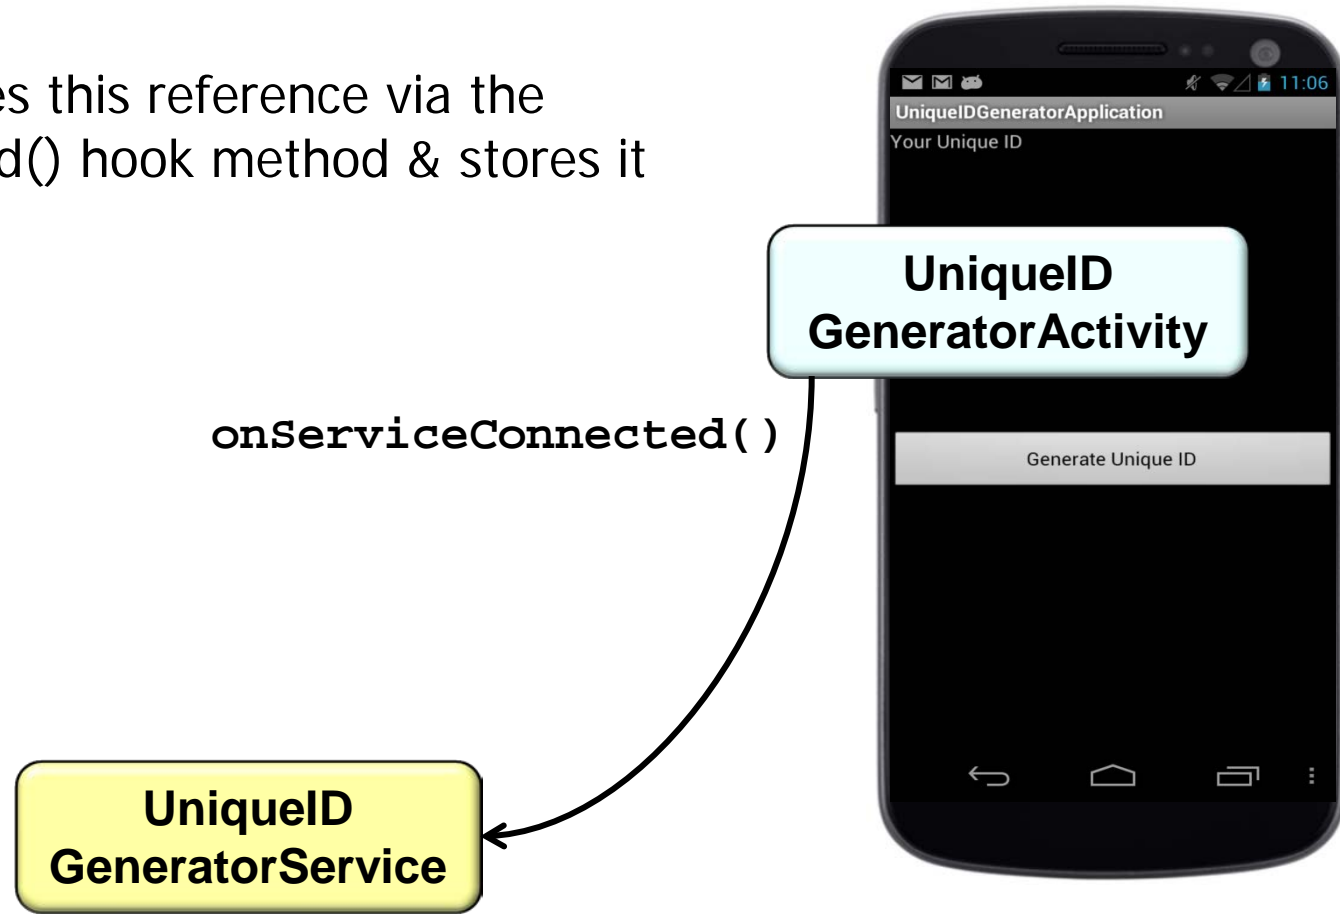 es this reference via the
d() hook method & stores it
11:06
UniqueIDGeneratorApplication
Your Unique ID
UniqueID
GeneratorActivity
onServiceConnected()
Generate Unique ID
UniqueID
GeneratorService